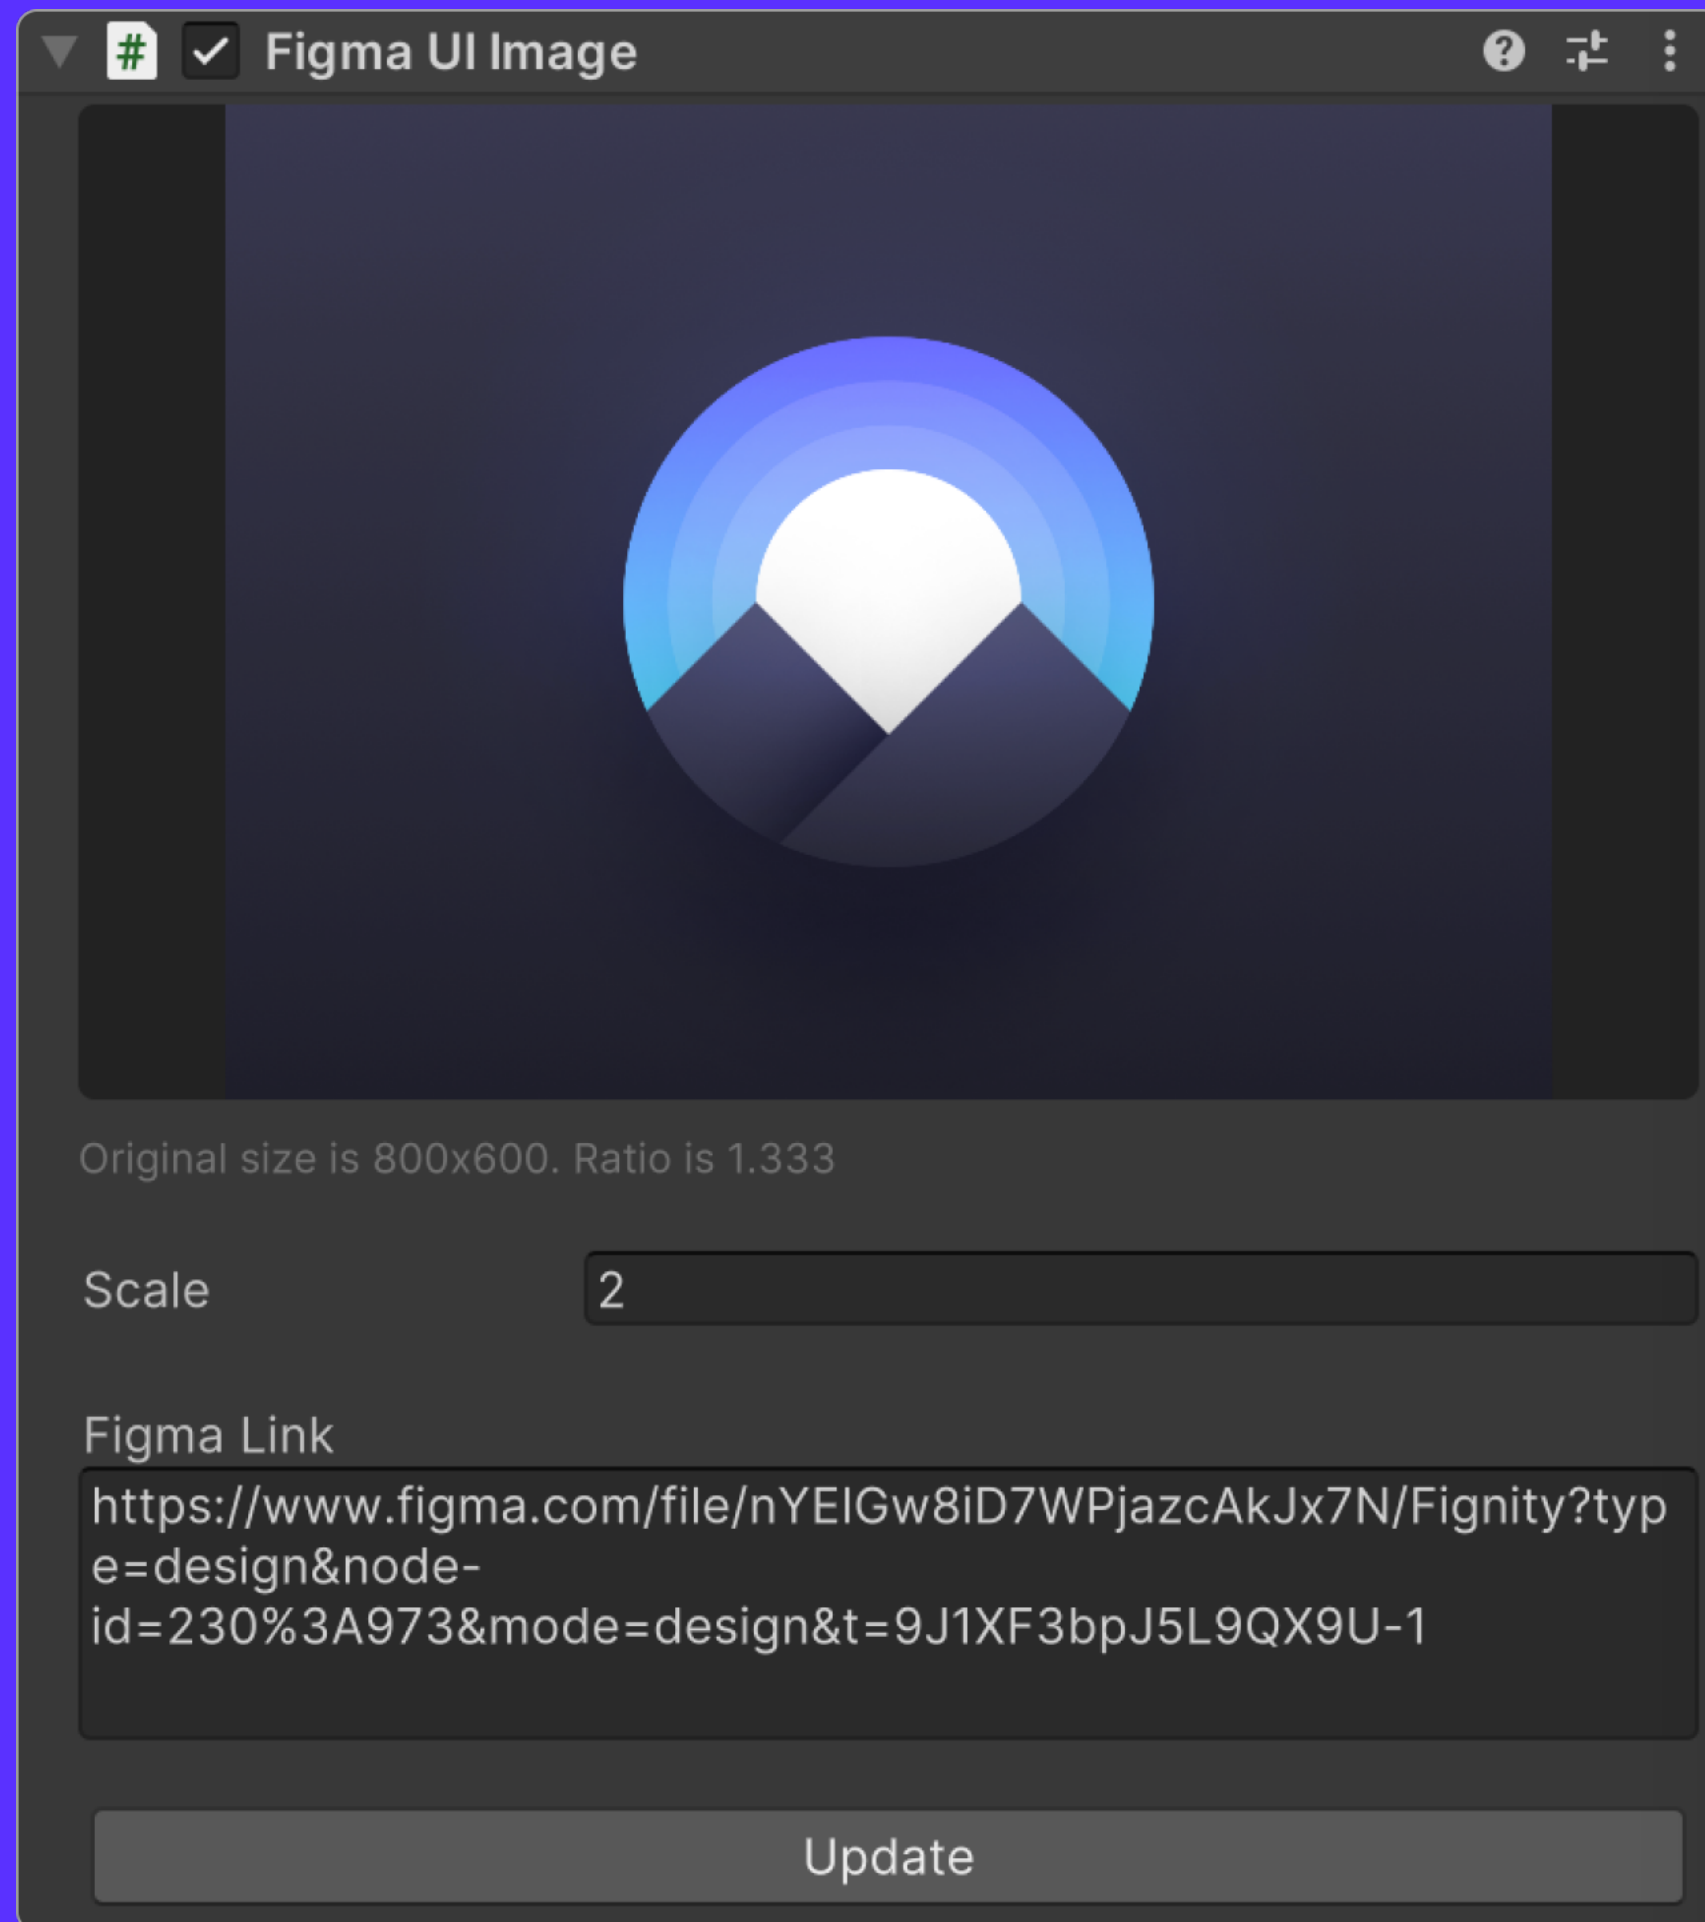 Figma UI Image
Original size is 800x600. Ratio is 1.333
Scale
2
Figma Link
https://www.figma.com/file/nYEIGw8iD7WPjazcAkJx7N/Fignity?typ
e=design&node-
id=230%3A973&mode=design&t=9J1XF3bpJ5L9QX9U-1
Update